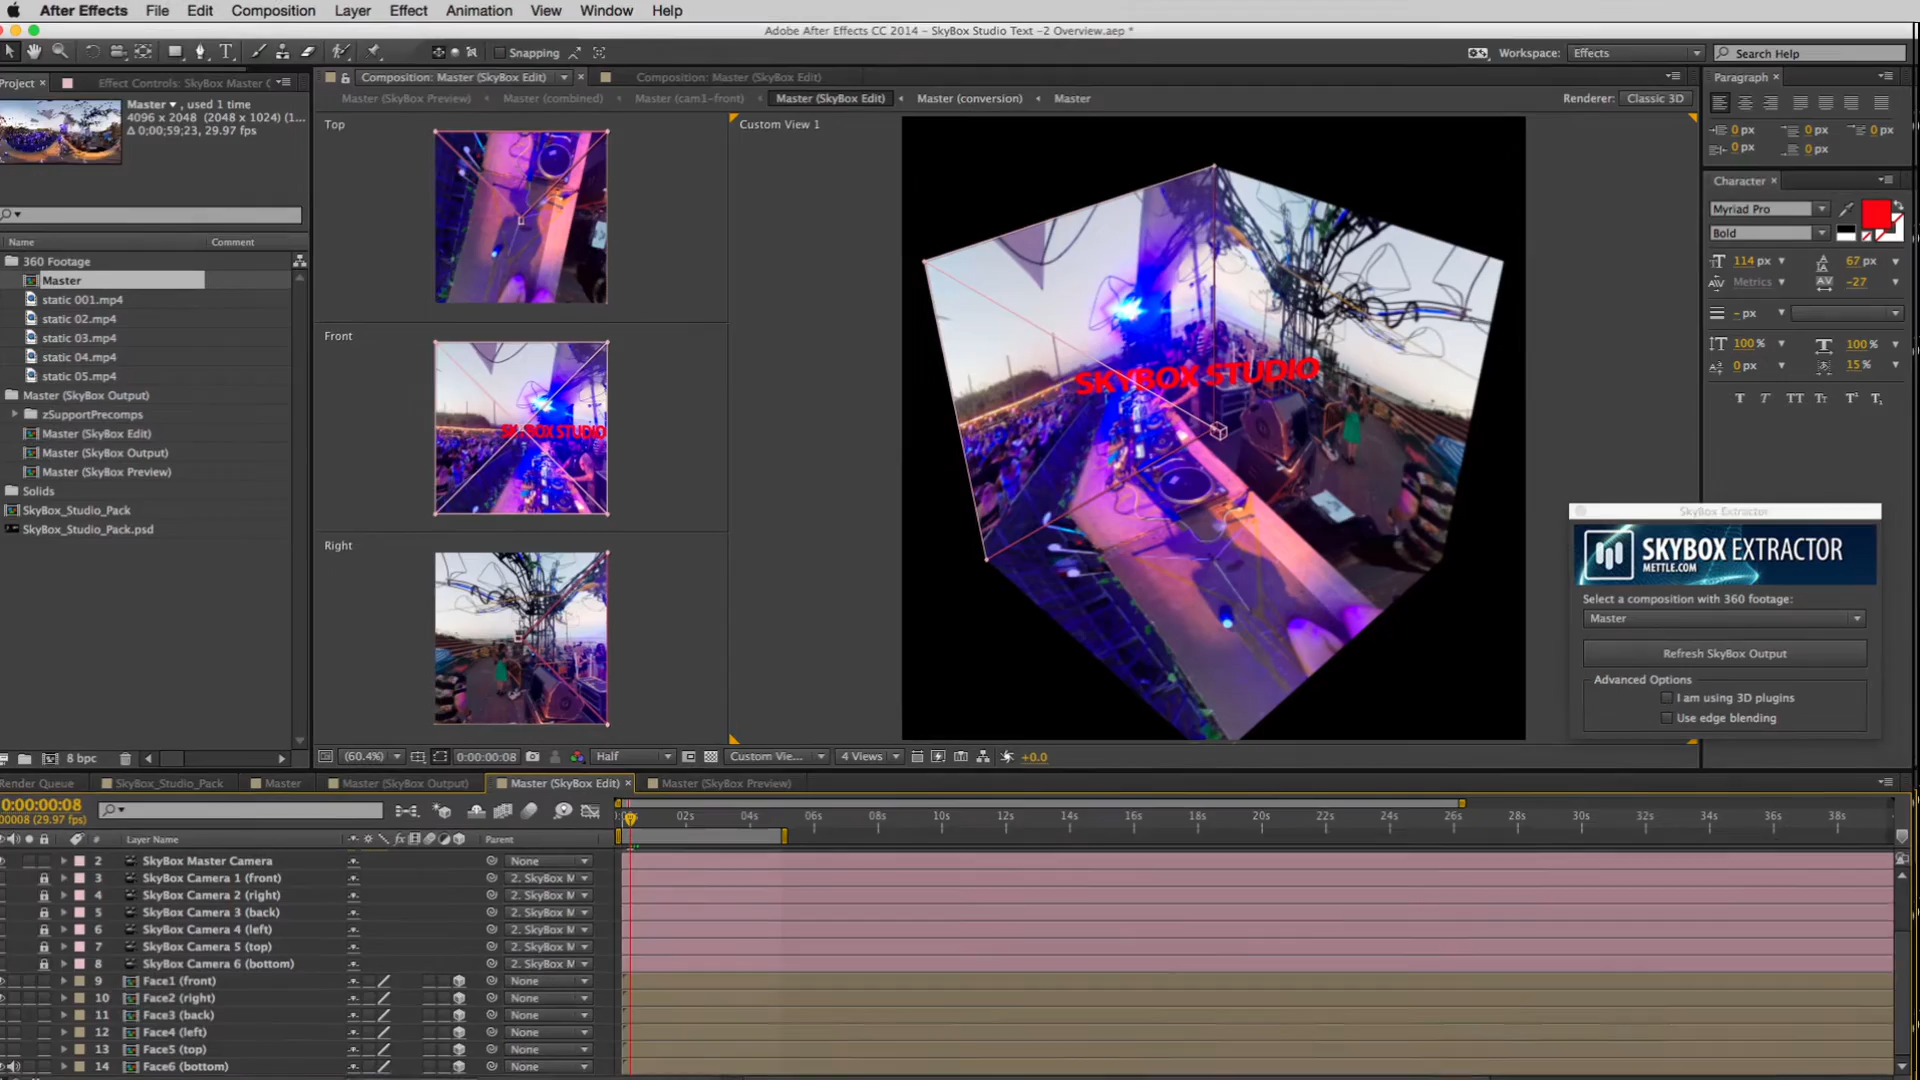 After Effects File Edit Composition Layer Effect Animation View Window Help
Adobe After Effects CC 2014 - SkyBox Studio Text -2 Overview.aep *
Snapping
Workspace: Effects
Search Help
Project × Effect Controls: SkyBox Master C
Composition: Master (SkyBox Edit) × Composition: Master (SkyBox Edit)
Paragraph ×
Master, used 1 time
4096 x 2048 (2048 x 1024) (1...
Δ 0;00;59;23, 29.97 fps
Master (SkyBox Preview) Master (combined) Master (cam1-front) Master (SkyBox Edit) Master (conversion) Master
Renderer: Classic 3D
Top
Custom View 1
0 px 0 px 0 px
0 px 0 px
Character ×
Myriad Pro
Bold
114 px 67 px
Metrics -27
- px
100% 100%
0 px 15%
Name Comment
360 Footage
Master
static 001.mp4
static 02.mp4
static 03.mp4
static 04.mp4
static 05.mp4
Master (SkyBox Output)
zSupportPrecomps
Master (SkyBox Edit)
Master (SkyBox Output)
Master (SkyBox Preview)
Solids
SkyBox_Studio_Pack
SkyBox_Studio_Pack.psd
Front
SKYBOX STUDIO
SKYBOX STUDIO
Right
SkyBox Extractor
SKYBOX EXTRACTOR
METTLE.COM
Select a composition with 360 footage:
Master
Refresh SkyBox Output
Advanced Options
I am using 3D plugins
Use edge blending
8 bpc
(60.4%) 0:00:00:08 Half Custom Vie... 4 Views +0.0
Render Queue SkyBox_Studio_Pack Master Master (SkyBox Output) Master (SkyBox Edit) × Master (SkyBox Preview)
0:00:00:08
00008 (29.97 fps)
02s 04s 06s 08s 10s 12s 14s 16s 18s 20s 22s 24s 26s 28s 30s 32s 34s 36s 38s
# Layer Name Parent
2 SkyBox Master Camera None
3 SkyBox Camera 1 (front) 2. SkyBox M
4 SkyBox Camera 2 (right) 2. SkyBox M
5 SkyBox Camera 3 (back) 2. SkyBox M
6 SkyBox Camera 4 (left) 2. SkyBox M
7 SkyBox Camera 5 (top) 2. SkyBox M
8 SkyBox Camera 6 (bottom) 2. SkyBox M
9 Face1 (front) None
10 Face2 (right) None
11 Face3 (back) None
12 Face4 (left) None
13 Face5 (top) None
14 Face6 (bottom) None